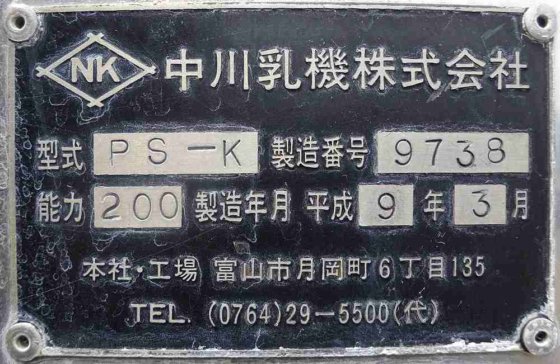 NK 中川乳機株式会社
型式 PS-K 製造番号 9738
能力 200 製造年月 平成 9 年 3 月
本社・工場 富山市月岡町6丁目135
TEL. (0764)29-5500(代)